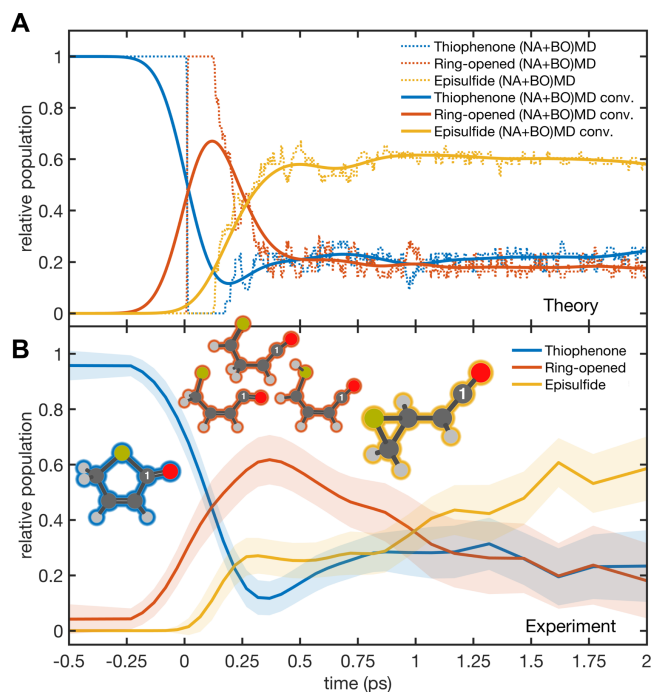 A
1
0.8
0.6
0.4
0.2
0
relative population
Thiophenone (NA+BO)MD
Ring-opened (NA+BO)MD
Episulfide (NA+BO)MD
Thiophenone (NA+BO)MD conv.
Ring-opened (NA+BO)MD conv.
Episulfide (NA+BO)MD conv.
Theory
B
1
0.8
0.6
0.4
0.2
0
relative population
Thiophenone
Ring-opened
Episulfide
1
1
1
1
1
Experiment
-0.5 -0.25 0 0.25 0.5 0.75 1 1.25 1.5 1.75 2
time (ps)